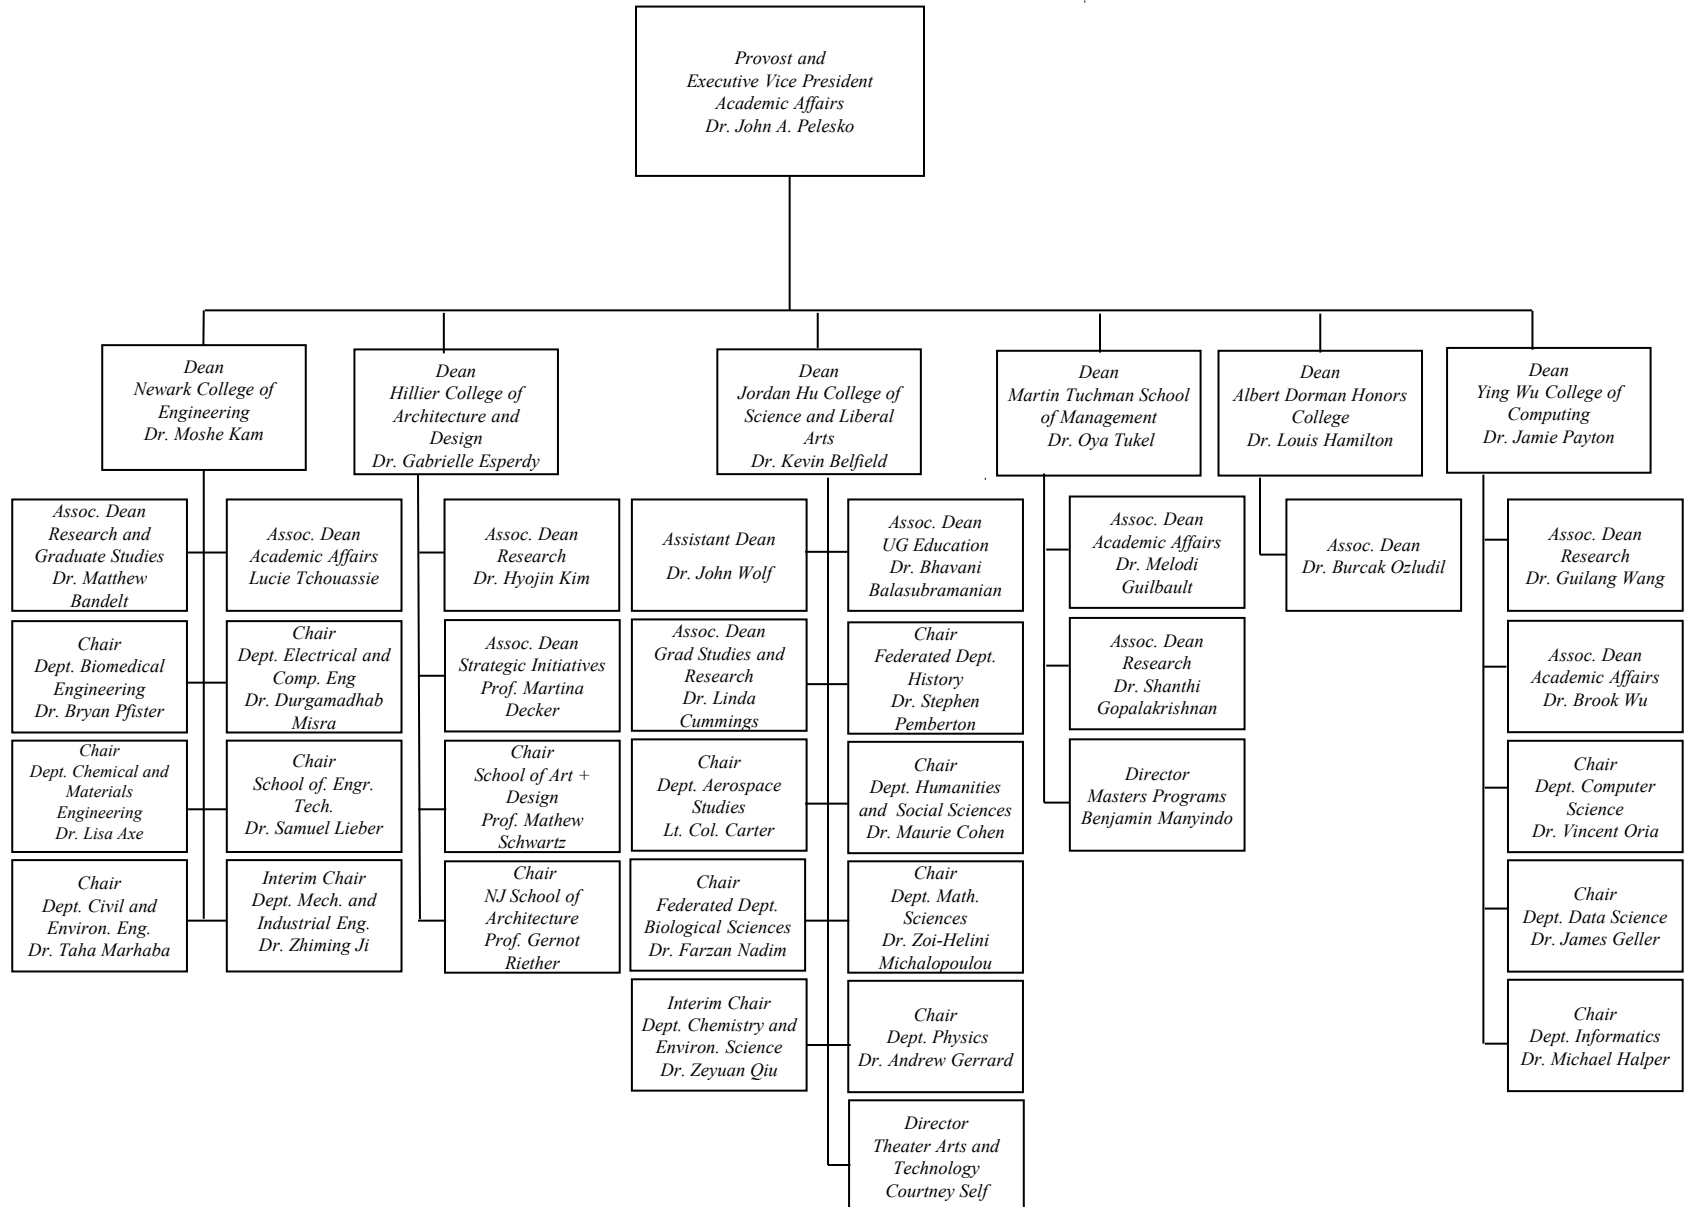 Provost and
Executive Vice President
Academic Affairs
Dr. John A. Pelesko
Dean
Newark College of
Engineering
Dr. Moshe Kam
Dean
Hillier College of
Architecture and
Design
Dr. Gabrielle Esperdy
Dean
Jordan Hu College of
Science and Liberal
Arts
Dr. Kevin Belfield
Dean
Martin Tuchman School
of Management
Dr. Oya Tukel
Dean
Albert Dorman Honors
College
Dr. Louis Hamilton
Dean
Ying Wu College of
Computing
Dr. Jamie Payton
Assoc. Dean
Research and
Graduate Studies
Dr. Matthew
Bandelt
Assoc. Dean
Academic Affairs
Lucie Tchouassie
Chair
Dept. Biomedical
Engineering
Dr. Bryan Pfister
Chair
Dept. Electrical and
Comp. Eng
Dr. Durgamadhab
Misra
Chair
Dept. Chemical and
Materials
Engineering
Dr. Lisa Axe
Chair
School of. Engr.
Tech.
Dr. Samuel Lieber
Chair
Dept. Civil and
Environ. Eng.
Dr. Taha Marhaba
Interim Chair
Dept. Mech. and
Industrial Eng.
Dr. Zhiming Ji
Assoc. Dean
Research
Dr. Hyojin Kim
Assoc. Dean
Strategic Initiatives
Prof. Martina
Decker
Chair
School of Art +
Design
Prof. Mathew
Schwartz
Chair
NJ School of
Architecture
Prof. Gernot
Riether
Assistant Dean
Dr. John Wolf
Assoc. Dean
UG Education
Dr. Bhavani
Balasubramanian
Assoc. Dean
Grad Studies and
Research
Dr. Linda
Cummings
Chair
Federated Dept.
History
Dr. Stephen
Pemberton
Chair
Dept. Aerospace
Studies
Lt. Col. Carter
Chair
Dept. Humanities
and Social Sciences
Dr. Maurie Cohen
Chair
Federated Dept.
Biological Sciences
Dr. Farzan Nadim
Chair
Dept. Math.
Sciences
Dr. Zoi-Helini
Michalopoulou
Interim Chair
Dept. Chemistry and
Environ. Science
Dr. Zeyuan Qiu
Chair
Dept. Physics
Dr. Andrew Gerrard
Director
Theater Arts and
Technology
Courtney Self
Assoc. Dean
Academic Affairs
Dr. Melodi
Guilbault
Assoc. Dean
Research
Dr. Shanthi
Gopalakrishnan
Director
Masters Programs
Benjamin Manyindo
Assoc. Dean
Dr. Burcak Ozludil
Assoc. Dean
Research
Dr. Guilang Wang
Assoc. Dean
Academic Affairs
Dr. Brook Wu
Chair
Dept. Computer
Science
Dr. Vincent Oria
Chair
Dept. Data Science
Dr. James Geller
Chair
Dept. Informatics
Dr. Michael Halper